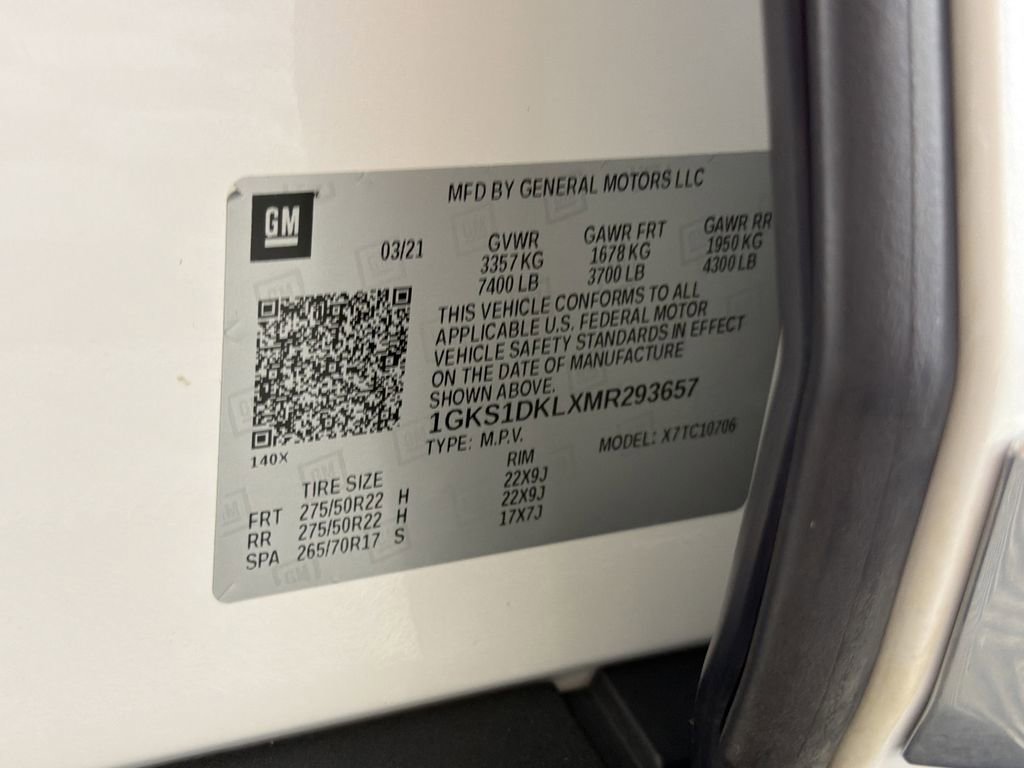 MFD BY GENERAL MOTORS LLC
GM
03/21
GVWR GAWR FRT GAWR RR
3357 KG 1678 KG 1950 KG
7400 LB 3700 LB 4300 LB
THIS VEHICLE CONFORMS TO ALL
APPLICABLE U.S. FEDERAL MOTOR
VEHICLE SAFETY STANDARDS IN EFFECT
ON THE DATE OF MANUFACTURE
SHOWN ABOVE.
1GKS1DKLXMR293657
TYPE: M.P.V. MODEL: X7TC10706
140X
TIRE SIZE RIM
FRT 275/50R22 H 22X9J
RR 275/50R22 H 22X9J
SPA 265/70R17 S 17X7J